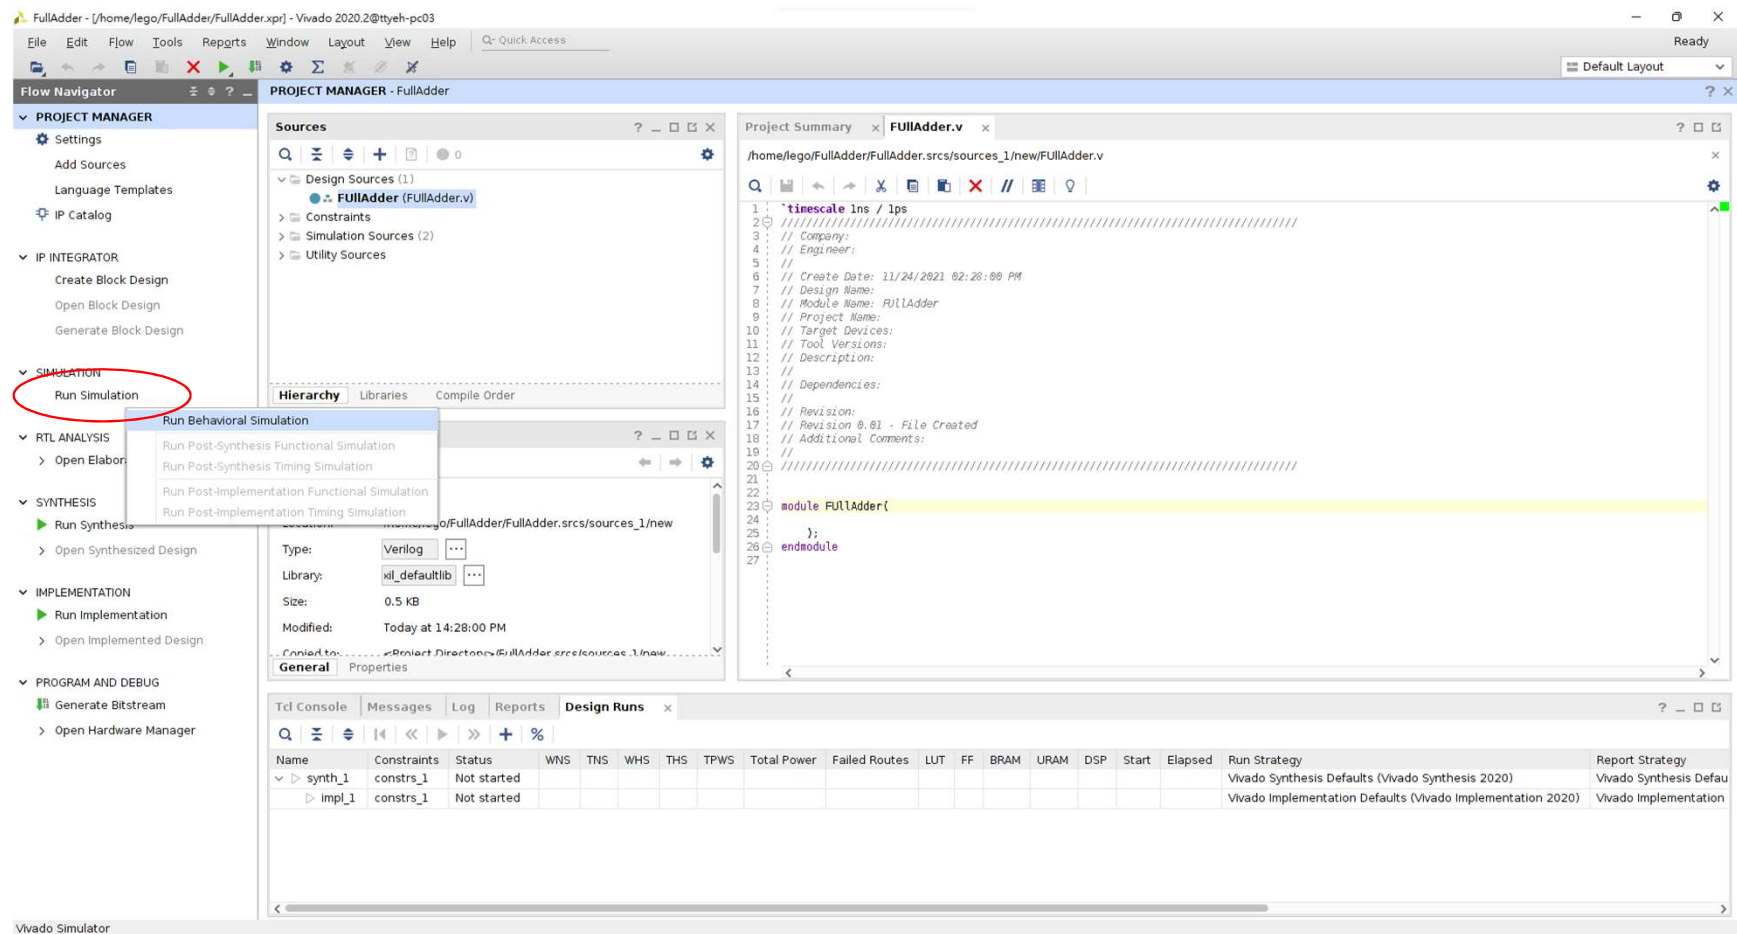 FullAdder - [/home/lego/FullAdder/FullAdder.xpr] - Vivado 2020.2@ttyeh-pc03
File Edit Flow Tools Reports Window Layout View Help Quick Access
Ready
Default Layout
Flow Navigator
PROJECT MANAGER
Settings
Add Sources
Language Templates
IP Catalog
IP INTEGRATOR
Create Block Design
Open Block Design
Generate Block Design
SIMULATION
Run Simulation
Run Behavioral Simulation
Run Post-Synthesis Functional Simulation
Run Post-Synthesis Timing Simulation
Run Post-Implementation Functional Simulation
Run Post-Implementation Timing Simulation
RTL ANALYSIS
Open Elabor
SYNTHESIS
Run Synthesis
Open Synthesized Design
IMPLEMENTATION
Run Implementation
Open Implemented Design
PROGRAM AND DEBUG
Generate Bitstream
Open Hardware Manager
PROJECT MANAGER - FullAdder
Sources
0
Design Sources (1)
FUllAdder (FUllAdder.v)
Constraints
Simulation Sources (2)
Utility Sources
Hierarchy Libraries Compile Order
/FullAdder/FullAdder.srcs/sources_1/new
Type: Verilog
Library: xil_defaultlib
Size: 0.5 KB
Modified: Today at 14:28:00 PM
Copied to: <Project Directory>/FullAdder.srcs/sources_1/new
General Properties
Project Summary FUllAdder.v
/home/lego/FullAdder/FullAdder.srcs/sources_1/new/FUllAdder.v
1 `timescale 1ns / 1ps
2 //////////////////////////////////////////////////////////////////////////////////
3 // Company:
4 // Engineer:
5 //
6 // Create Date: 11/24/2021 02:28:00 PM
7 // Design Name:
8 // Module Name: FUllAdder
9 // Project Name:
10 // Target Devices:
11 // Tool Versions:
12 // Description:
13 //
14 // Dependencies:
15 //
16 // Revision:
17 // Revision 0.01 - File Created
18 // Additional Comments:
19 //
20 //////////////////////////////////////////////////////////////////////////////////
21
22
23 module FUllAdder(
24
25 );
26 endmodule
27
Tcl Console Messages Log Reports Design Runs
Name Constraints Status WNS TNS WHS THS TPWS Total Power Failed Routes LUT FF BRAM URAM DSP Start Elapsed Run Strategy Report Strategy
synth_1 constrs_1 Not started Vivado Synthesis Defaults (Vivado Synthesis 2020) Vivado Synthesis Defau
impl_1 constrs_1 Not started Vivado Implementation Defaults (Vivado Implementation 2020) Vivado Implementation
Vivado Simulator